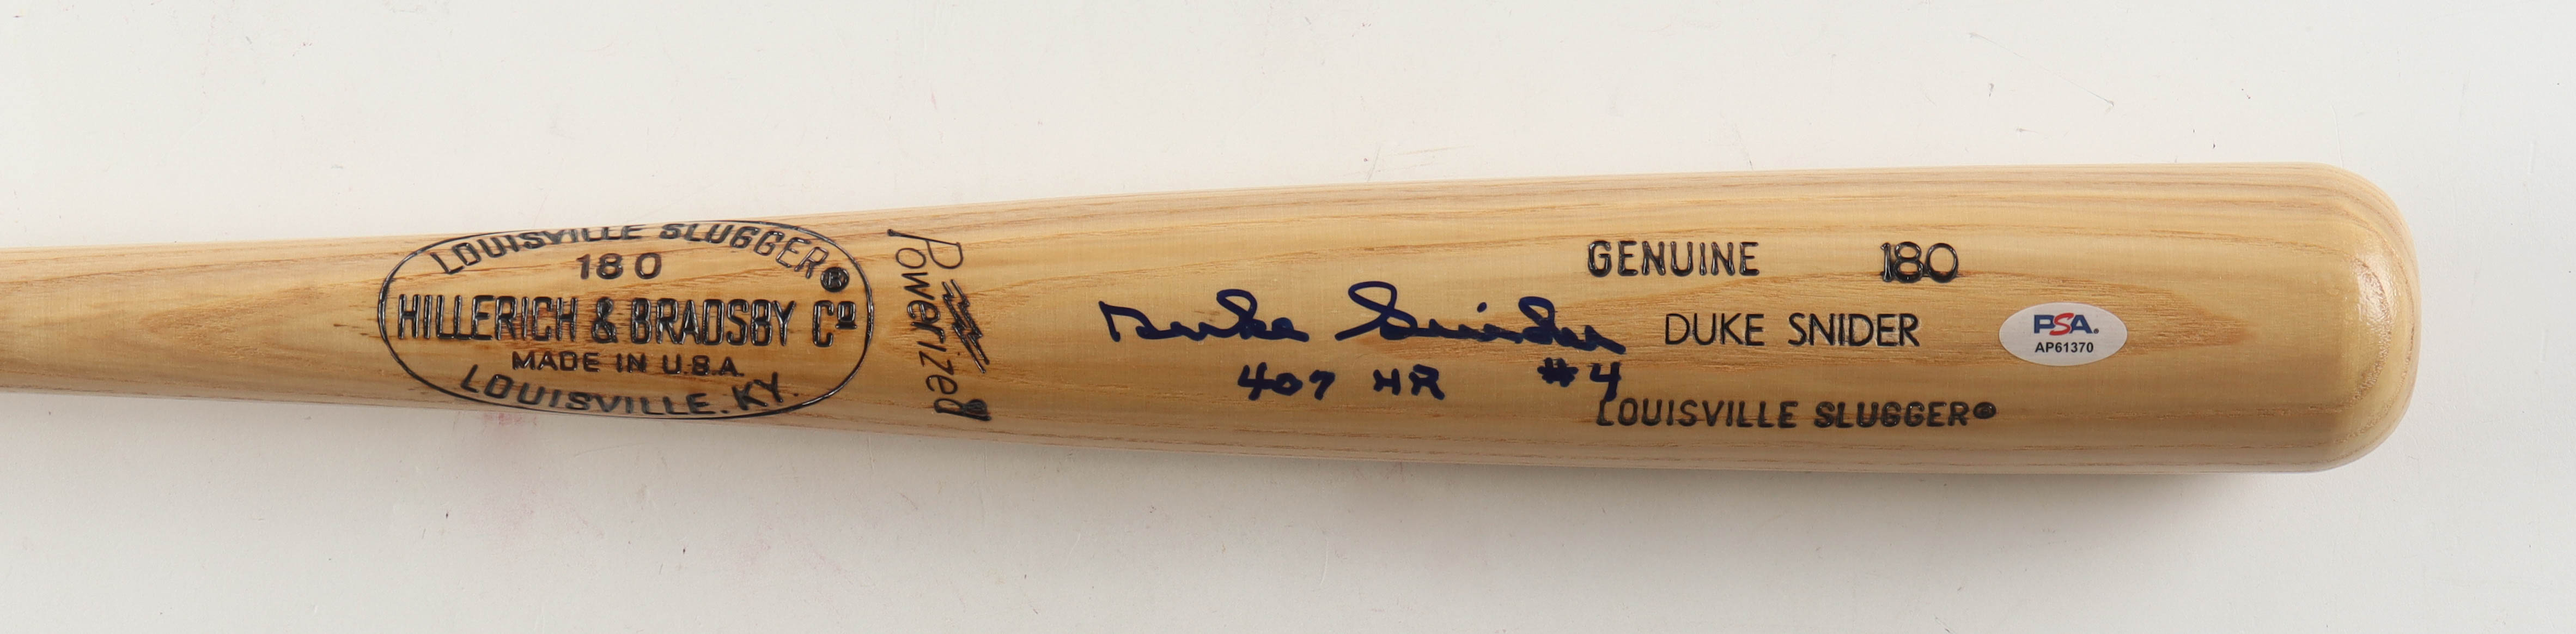 LOUISVILLE SLUGGER®
180
HILLERICH & BRADSBY Cº
MADE IN U.S.A.
LOUISVILLE, KY.
Powerized
Duke Snider
407 HR #4
GENUINE 180
DUKE SNIDER
LOUISVILLE SLUGGER®
PSA.
AP61370